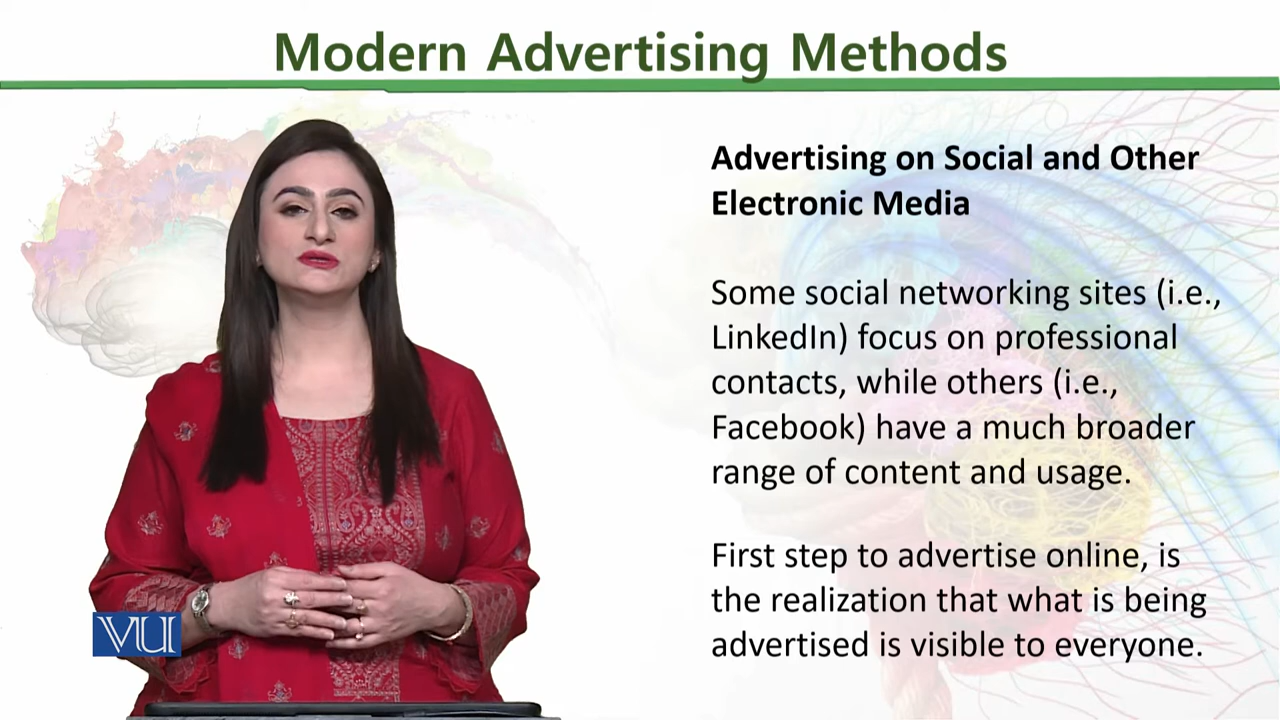 Modern Advertising Methods
Advertising on Social and Other
Electronic Media
Some social networking sites (i.e.,
LinkedIn) focus on professional
contacts, while others (i.e.,
Facebook) have a much broader
range of content and usage.
First step to advertise online, is
the realization that what is being
advertised is visible to everyone.
VU